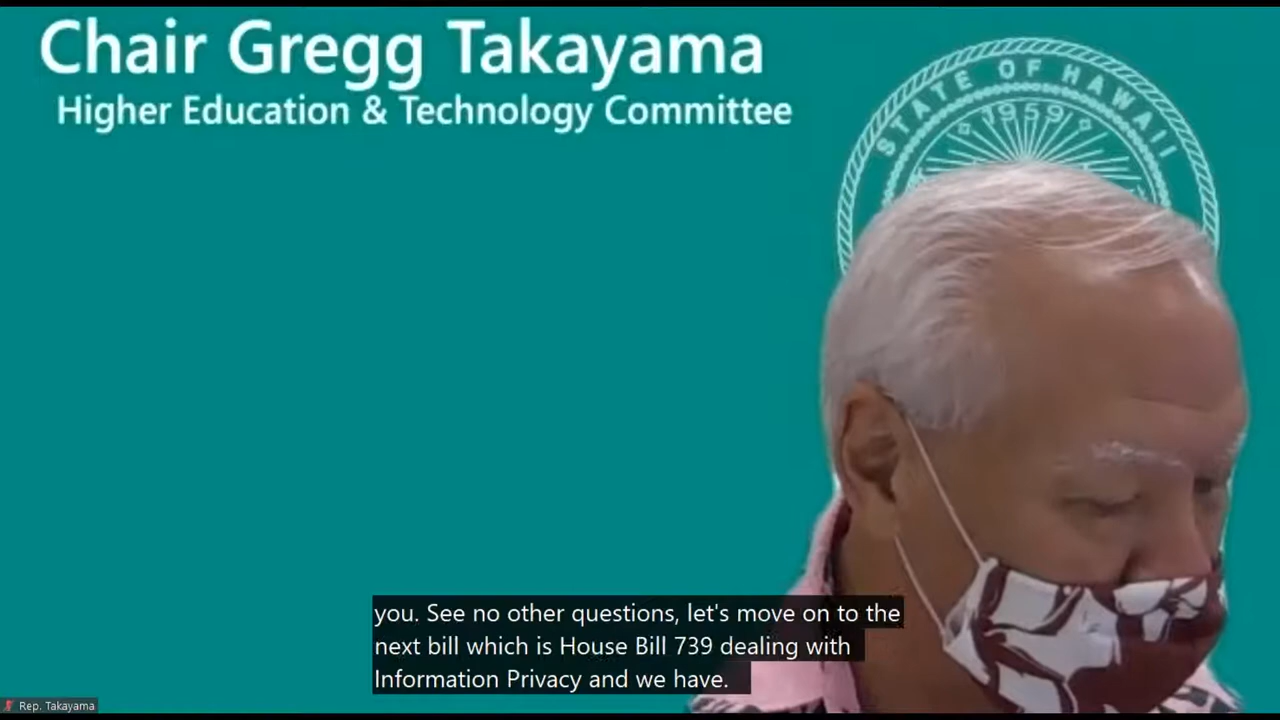 Chair Gregg Takayama
Higher Education & Technology Committee
STATE OF HAWAII
1959
you. See no other questions, let's move on to the
next bill which is House Bill 739 dealing with
Information Privacy and we have.
Rep. Takayama